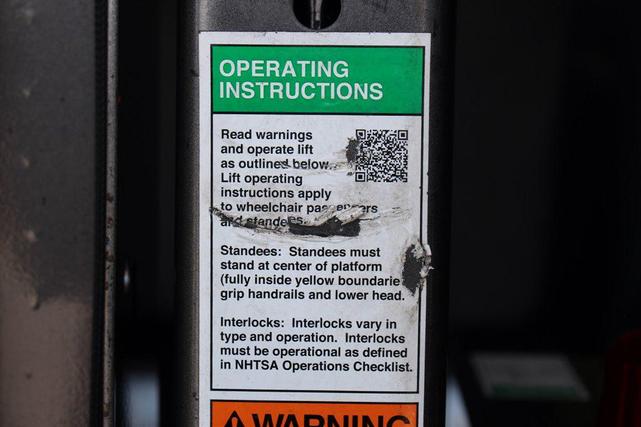 OPERATING
INSTRUCTIONS
Read warnings
and operate lift
as outlined below.
Lift operating
instructions apply
to wheelchair passengers
and standees.
Standees: Standees must
stand at center of platform
(fully inside yellow boundarie
grip handrails and lower head.
Interlocks: Interlocks vary in
type and operation. Interlocks
must be operational as defined
in NHTSA Operations Checklist.
WARNING